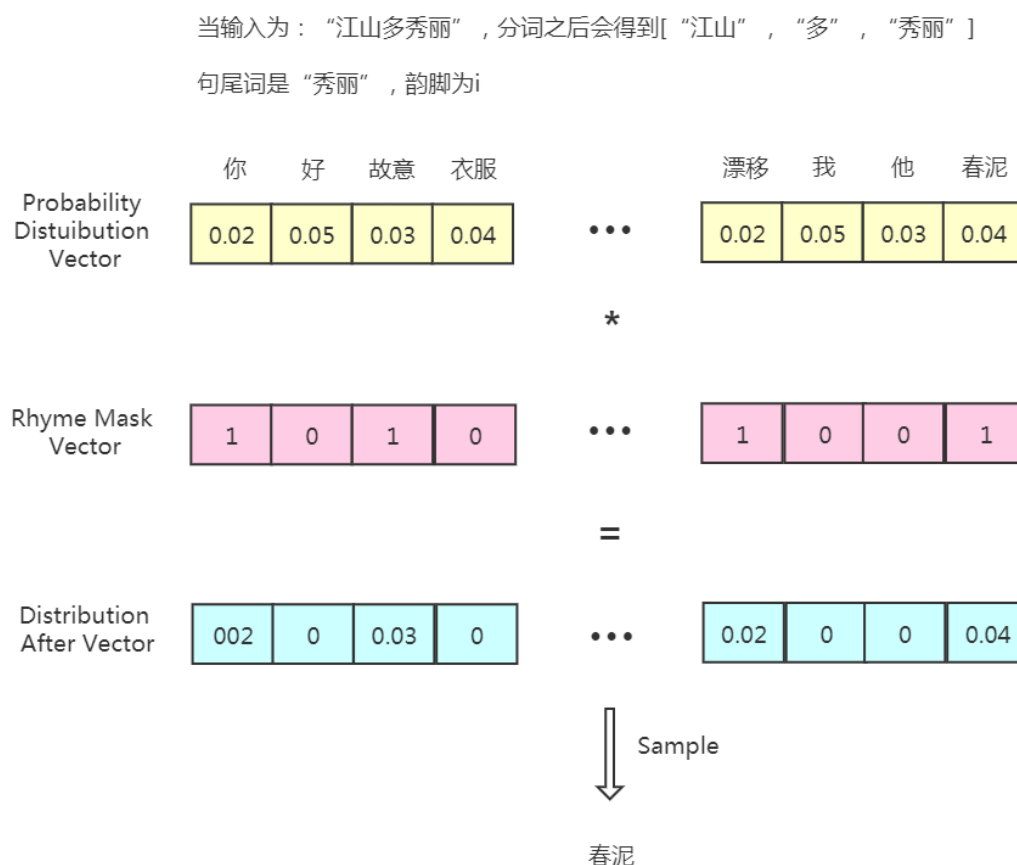 当输入为：“江山多秀丽”，分词之后会得到[“江山”，“多”，“秀丽”]
句尾词是“秀丽”，韵脚为i
你 好 故意 衣服 漂移 我 他 春泥
Probability
Distuibution
Vector
0.02 0.05 0.03 0.04 ••• 0.02 0.05 0.03 0.04
*
Rhyme Mask
Vector
1 0 1 0 ••• 1 0 0 1
=
Distribution
After Vector
002 0 0.03 0 ••• 0.02 0 0 0.04
Sample
春泥